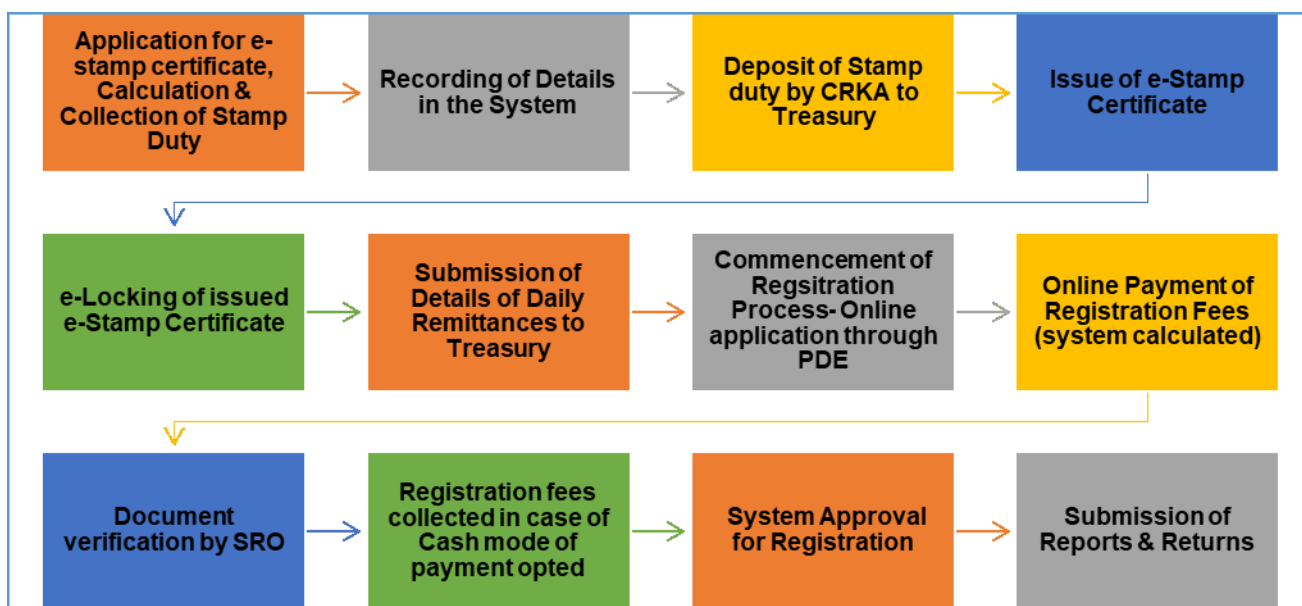 Application for e-
stamp certificate,
Calculation &
Collection of Stamp
Duty
Recording of Details
in the System
Deposit of Stamp
duty by CRKA to
Treasury
Issue of e-Stamp
Certificate
e-Locking of issued
e-Stamp Certificate
Submission of
Details of Daily
Remittances to
Treasury
Commencement of
Regsitration
Process- Online
application through
PDE
Online Payment of
Registration Fees
(system calculated)
Document
verification by SRO
Registration fees
collected in case of
Cash mode of
payment opted
System Approval
for Registration
Submission of
Reports & Returns